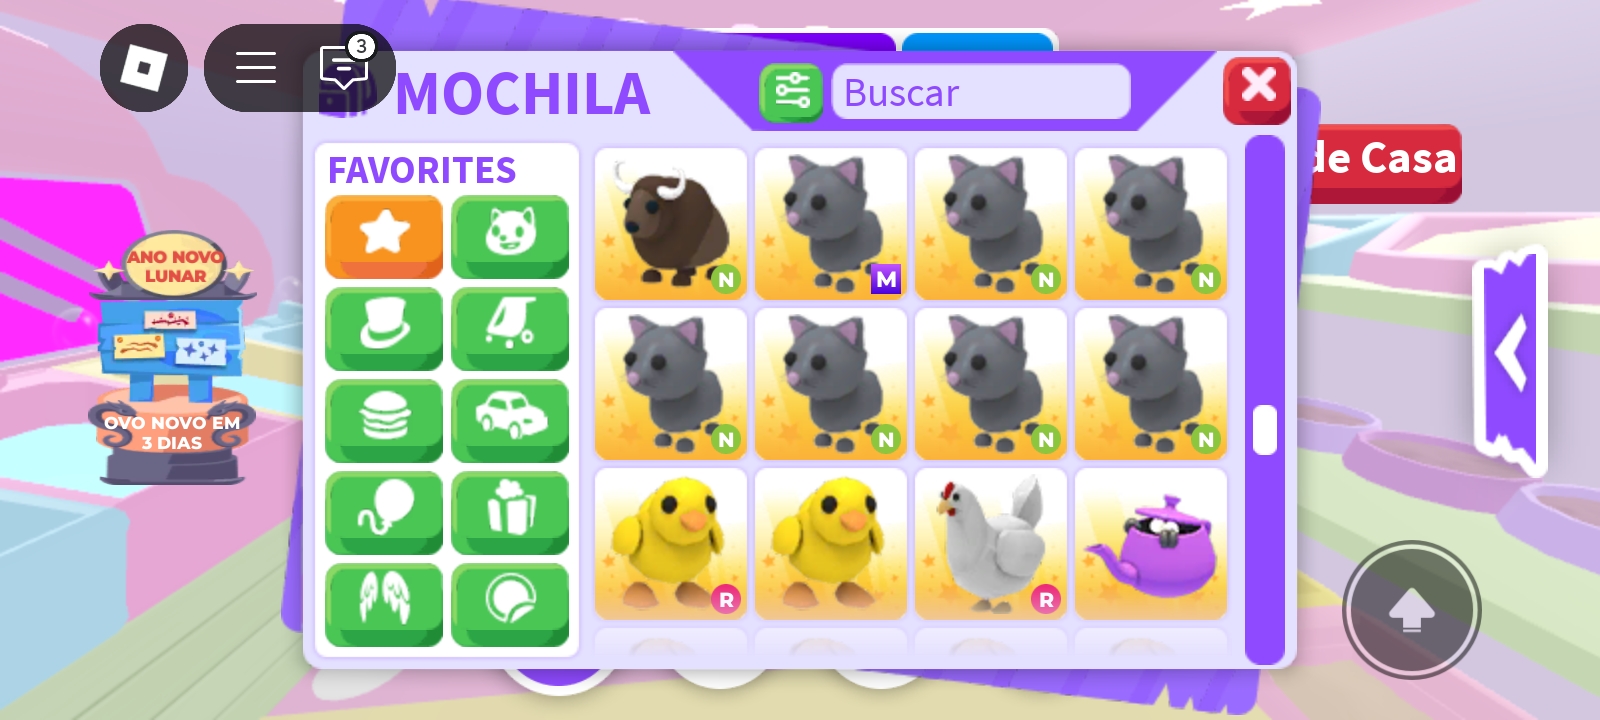 3
MOCHILA
Buscar
FAVORITES
de Casa
ANO NOVO
LUNAR
OVO NOVO EM
3 DIAS
N
M
N
N
N
N
N
N
R
R